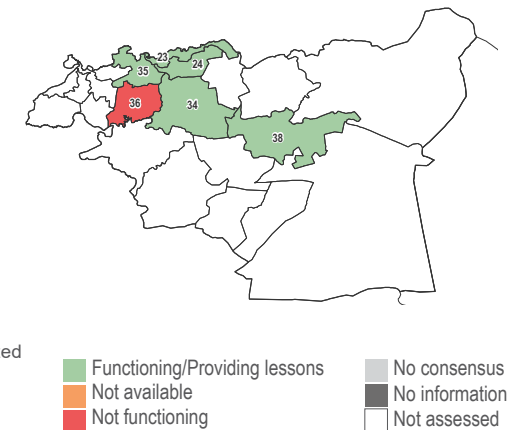 23
24
35
36
34
38
ed
Functioning/Providing lessons
Not available
Not functioning
No consensus
No information
Not assessed